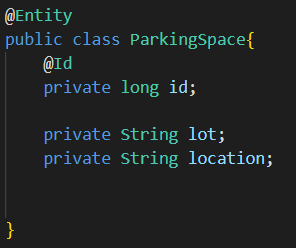 @Entity
public class ParkingSpace{
    @Id
    private long id;

    private String lot;
    private String location;

}